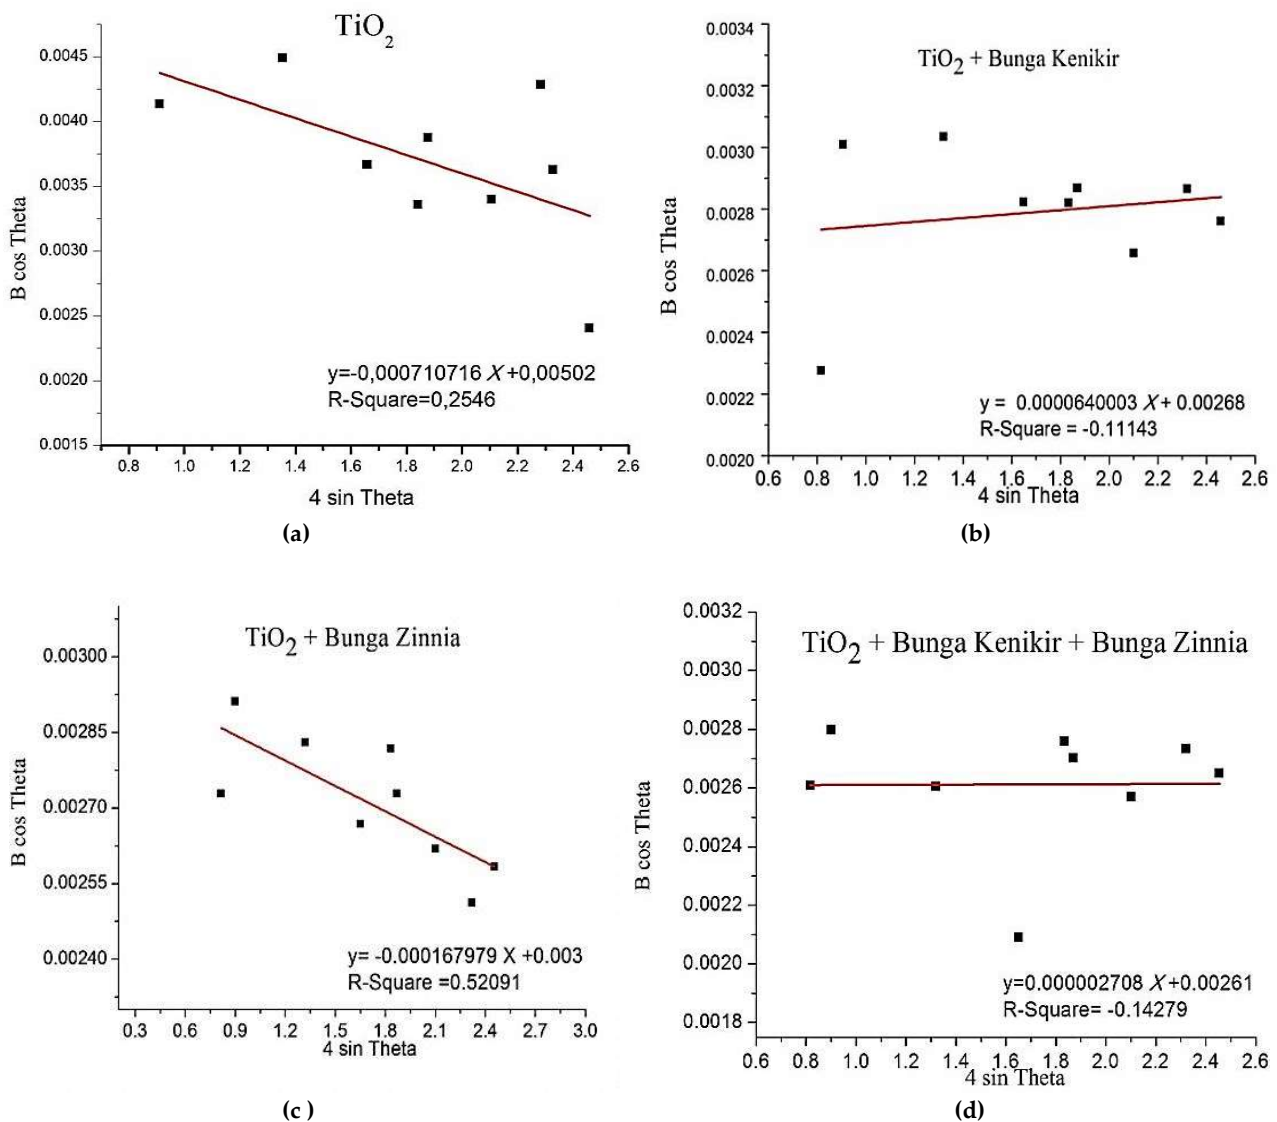 TiO2
0.0045
0.0040
0.0035
0.0030
0.0025
0.0020
0.0015
B cos Theta
y=-0,000710716 X+0,00502
R-Square=0,2546
0.8 1.0 1.2 1.4 1.6 1.8 2.0 2.2 2.4 2.6
4 sin Theta
(a)
0.0034
0.0032
0.0030
0.0028
0.0026
0.0024
0.0022
0.0020
B cos Theta
TiO2 + Bunga Kenikir
y = 0.0000640003 X + 0.00268
R-Square = -0.11143
0.6 0.8 1.0 1.2 1.4 1.6 1.8 2.0 2.2 2.4 2.6
4 sin Theta
(b)
TiO2 + Bunga Zinnia
0.00300
0.00285
0.00270
0.00255
0.00240
B cos Theta
y= -0.000167979 X +0.003
R-Square =0.52091
0.3 0.6 0.9 1.2 1.5 1.8 2.1 2.4 2.7 3.0
4 sin Theta
(c )
0.0032
0.0030
0.0028
0.0026
0.0024
0.0022
0.0020
0.0018
B cos Theta
TiO2 + Bunga Kenikir + Bunga Zinnia
y=0.000002708 X +0.00261
R-Square= -0.14279
0.6 0.8 1.0 1.2 1.4 1.6 1.8 2.0 2.2 2.4 2.6
4 sin Theta
(d)